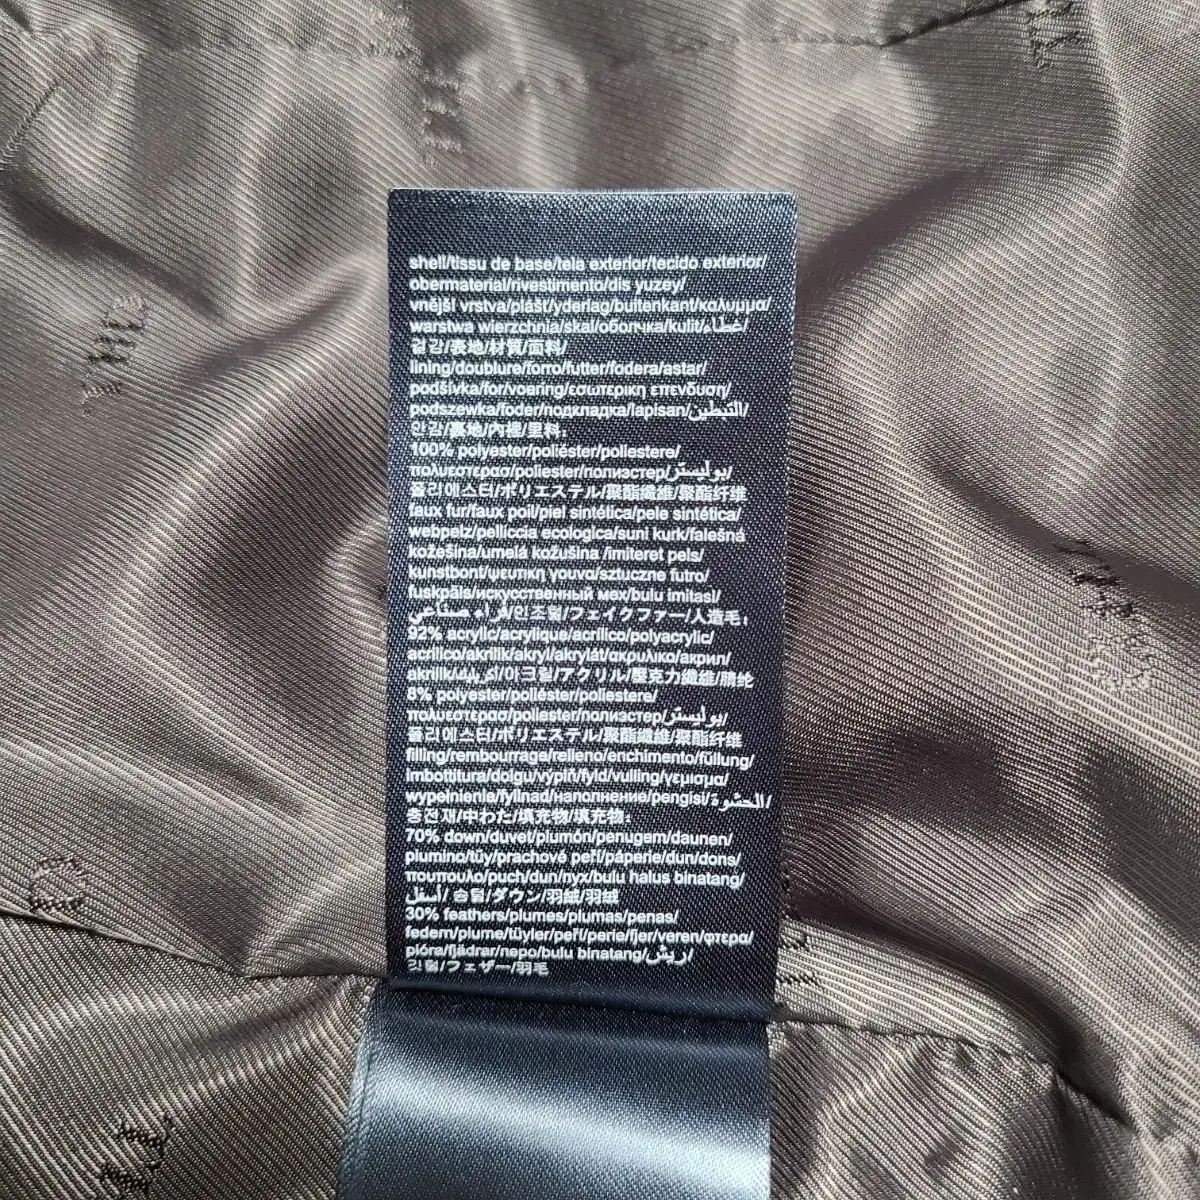 shell/tissu de base/tela exterior/tecido exterior/
obermaterial/rivestimento/dis yuzey/
vnější vrstva/plášť/yderlag/buitenkant/καλυμμα/
warstwa wierzchnia/skal/оболчка/kulit/غطاء/
겉감/表地/材質/面料/
lining/doublure/forro/futter/fodera/astar/
podšívka/for/voering/εσωτερικη επενδυση/
podszewka/foder/подкладка/lapisan/التبطين/
안감/裏地/內裡/里料:
100% polyester/poliéster/poliestere/
πολυεστερασ/poliester/полиэстер/بوليستر/
폴리에스터/ポリエステル/聚酯纖維/聚酯纤维
faux fur/faux poil/piel sintética/pele sintética/
webpelz/pelliccia ecologica/suni kurk/falešná
kožešina/umelá kožušina /imiteret pels/
kunstbont/ψευτικη γουνα/sztuczne futro/
fuskpäls/искусственный мех/bulu imitasi/
فراء صناعي/인조털/フェイクファー/人造毛:
92% acrylic/acrylique/acrílico/polyacrylic/
acrilico/akrilik/akryl/akrylát/ακρυλικο/акрил/
akrilik/اكريليك/아크릴/アクリル/壓克力纖維/腈纶
8% polyester/poliéster/poliestere/
πολυεστερασ/poliester/полиэстер/بوليستر/
폴리에스터/ポリエステル/聚酯纖維/聚酯纤维
filling/rembourrage/relleno/enchimento/füllung/
imbottitura/dolgu/výplň/fyld/vulling/γεμισμα/
wypełnienie/fyllnad/наполнение/pengisi/الحشوة/
충전재/中わた/填充物/填充物:
70% down/duvet/plumón/penugem/daunen/
piumino/tüy/prachové peří/páperie/dun/dons/
πουπουλο/puch/dun/пух/bulu halus binatang/
أسفل/솜털/ダウン/羽絨/羽绒
30% feathers/plumes/plumas/penas/
federn/piume/tüyler/peří/perie/fjer/veren/φτερα/
pióra/fjädrar/перо/bulu binatang/ريش/
깃털/フェザー/羽毛